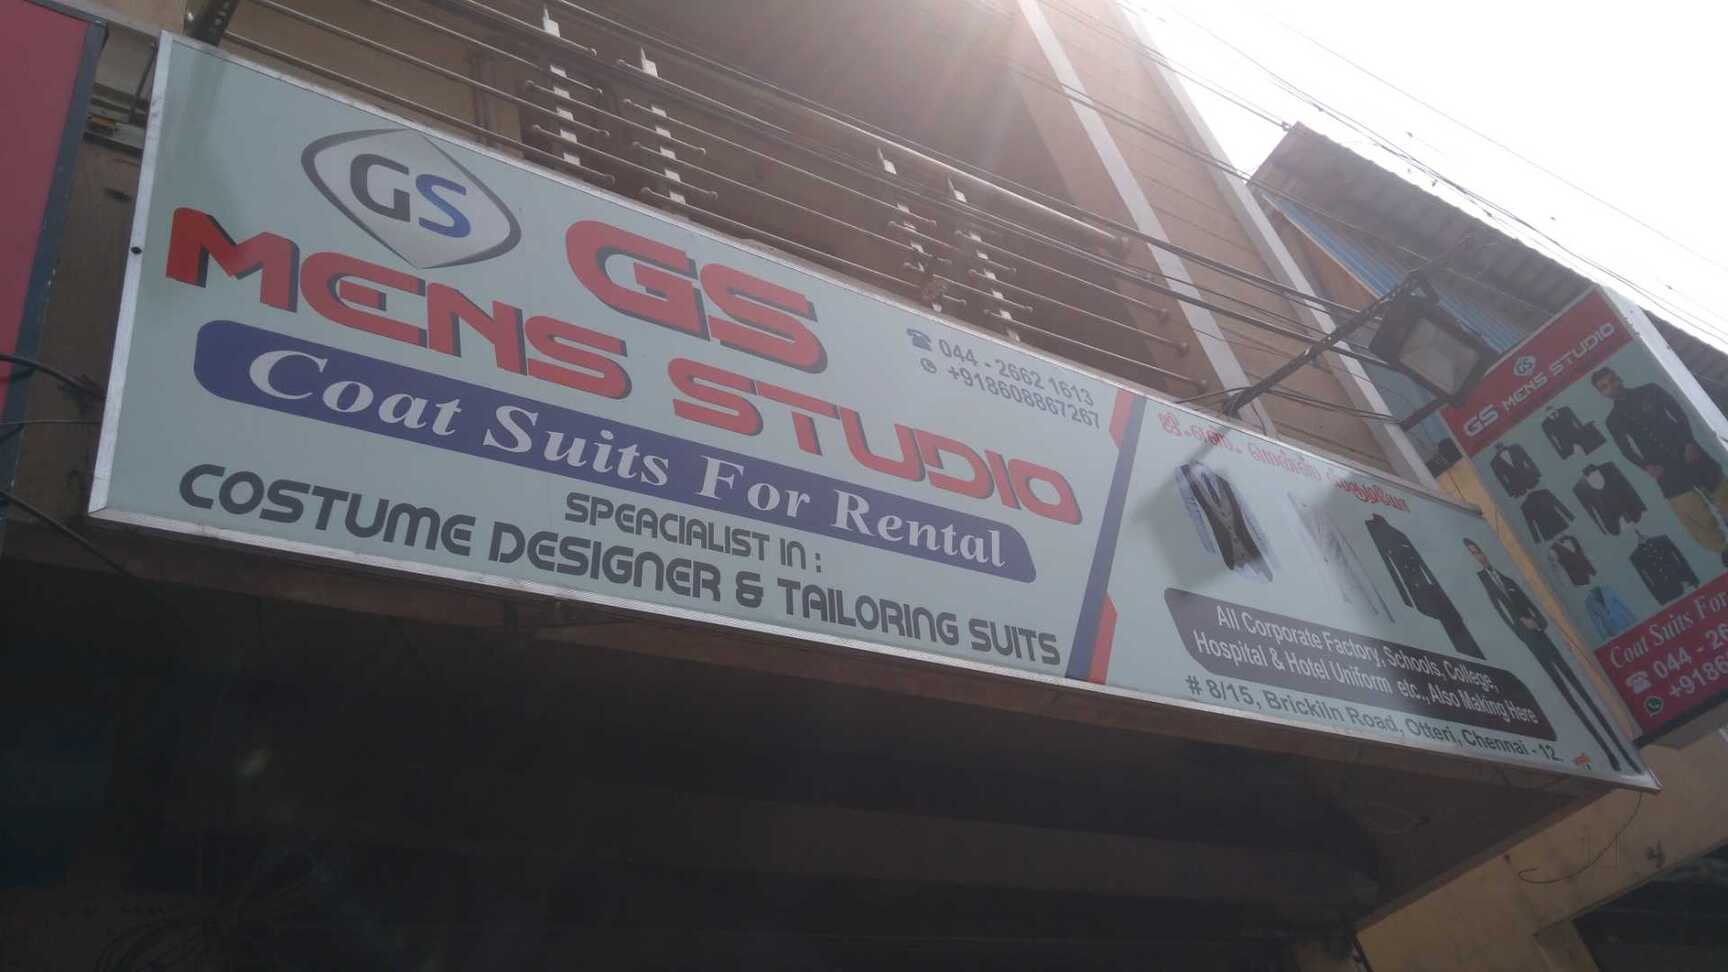 GS
GS
MENS STUDIO
044 - 2662 1613
+918608867267
Coat Suits For Rental
SPEACIALIST IN :
COSTUME DESIGNER & TAILORING SUITS
ஜி.எஸ். மென்ஸ் ஸ்டுடியோ
All Corporate Factory, Schools, College,
Hospital & Hotel Uniform etc., Also Making Here
# 8/15, Brickiln Road, Otteri, Chennai - 12.
GS
GS MENS STUDIO
Coat Suits For
044 - 26
+9186